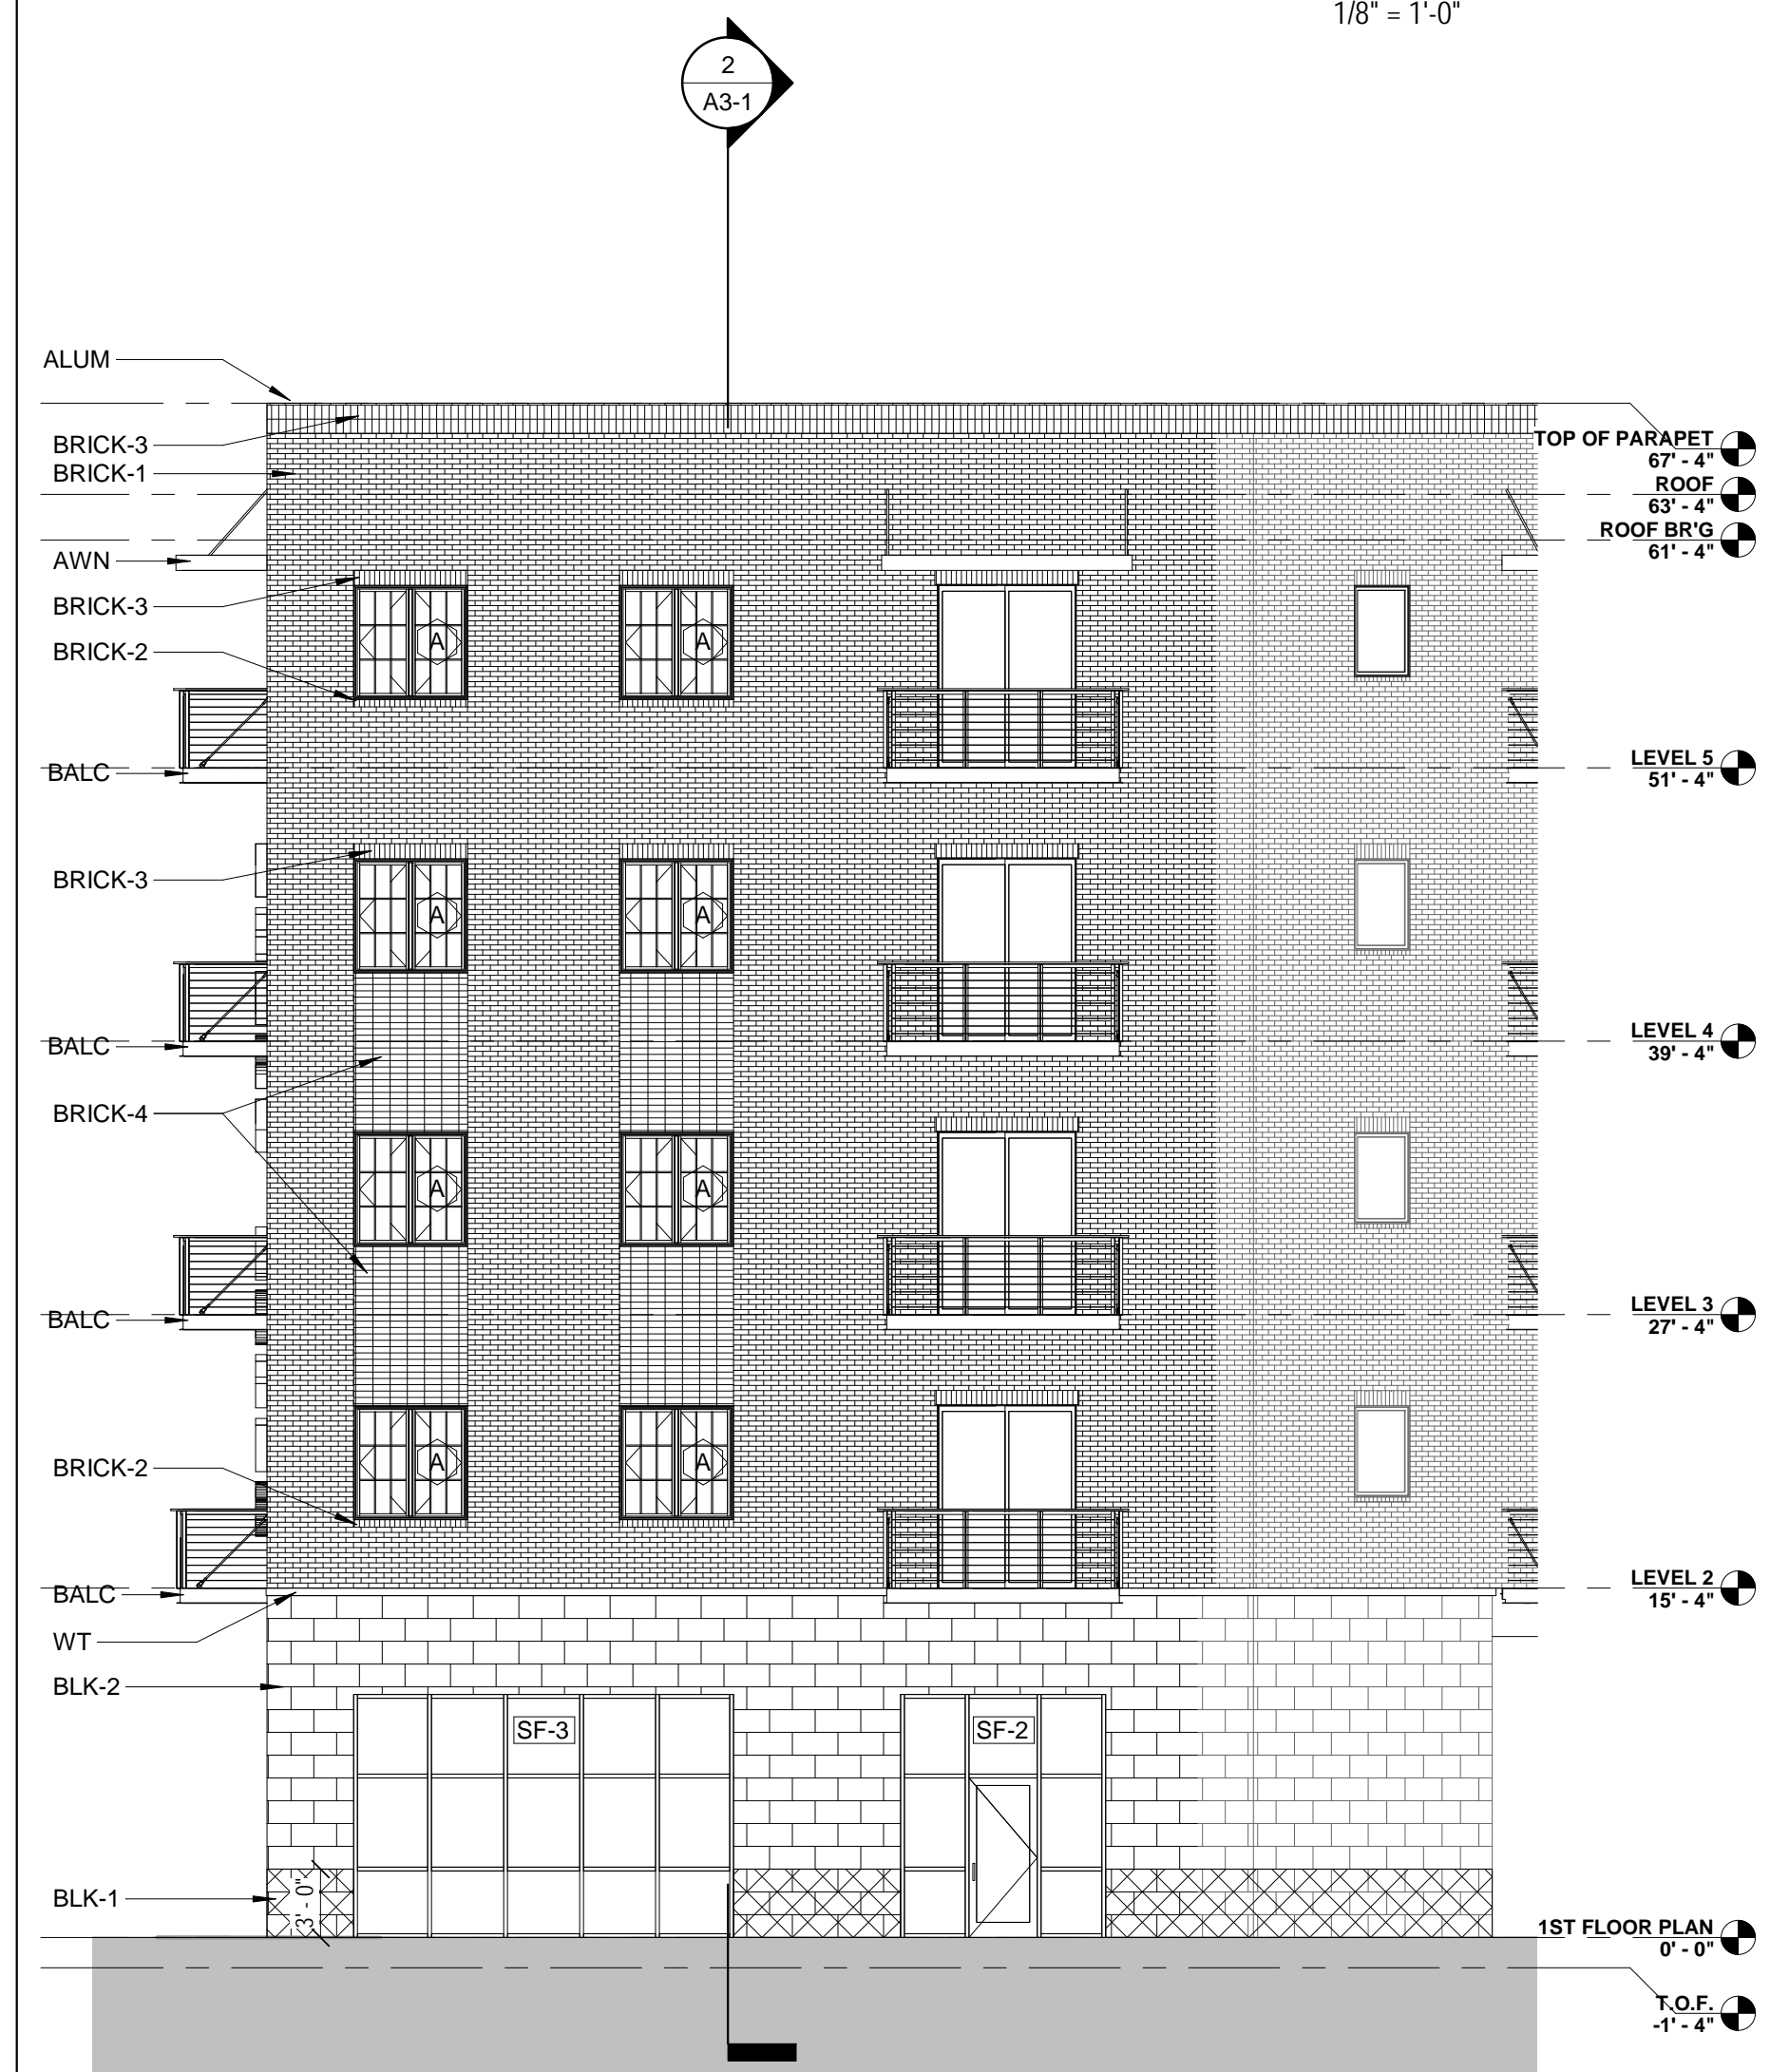 1/8" = 1'-0"
2
A3-1
ALUM
BRICK-3
BRICK-1
TOP OF PARAPET
67' - 4"
ROOF
63' - 4"
ROOF BR'G
61' - 4"
AWN
BRICK-3
BRICK-2
A
A
BALC
LEVEL 5
51' - 4"
BRICK-3
A
A
BALC
LEVEL 4
39' - 4"
BRICK-4
A
A
BALC
LEVEL 3
27' - 4"
BRICK-2
A
A
BALC
LEVEL 2
15' - 4"
WT
BLK-2
SF-3
SF-2
BLK-1
3' - 0"
1ST FLOOR PLAN
0' - 0"
T.O.F.
-1' - 4"